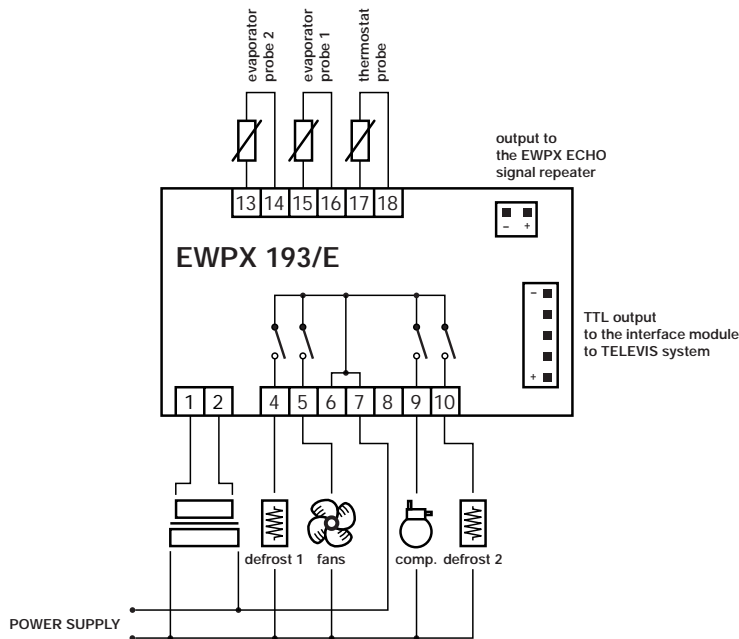 evaporator
probe 2
evaporator
probe 1
thermostat
probe
output to
the EWPX ECHO
signal repeater
13 14 15 16 17 18
– +
EWPX 193/E
–
TTL output
to the interface module
to TELEVIS system
+
1 2 4 5 6 7 8 9 10
defrost 1 fans comp. defrost 2
POWER SUPPLY